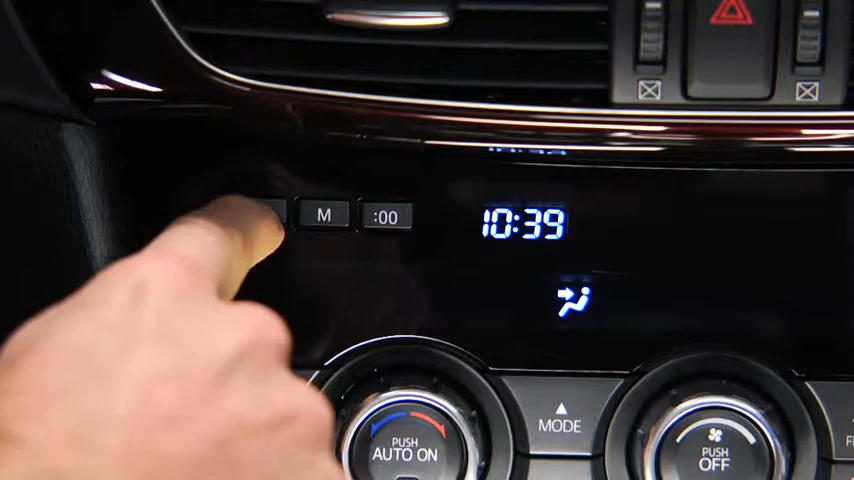 M
:00
10:39
PUSH
AUTO ON
MODE
PUSH
OFF